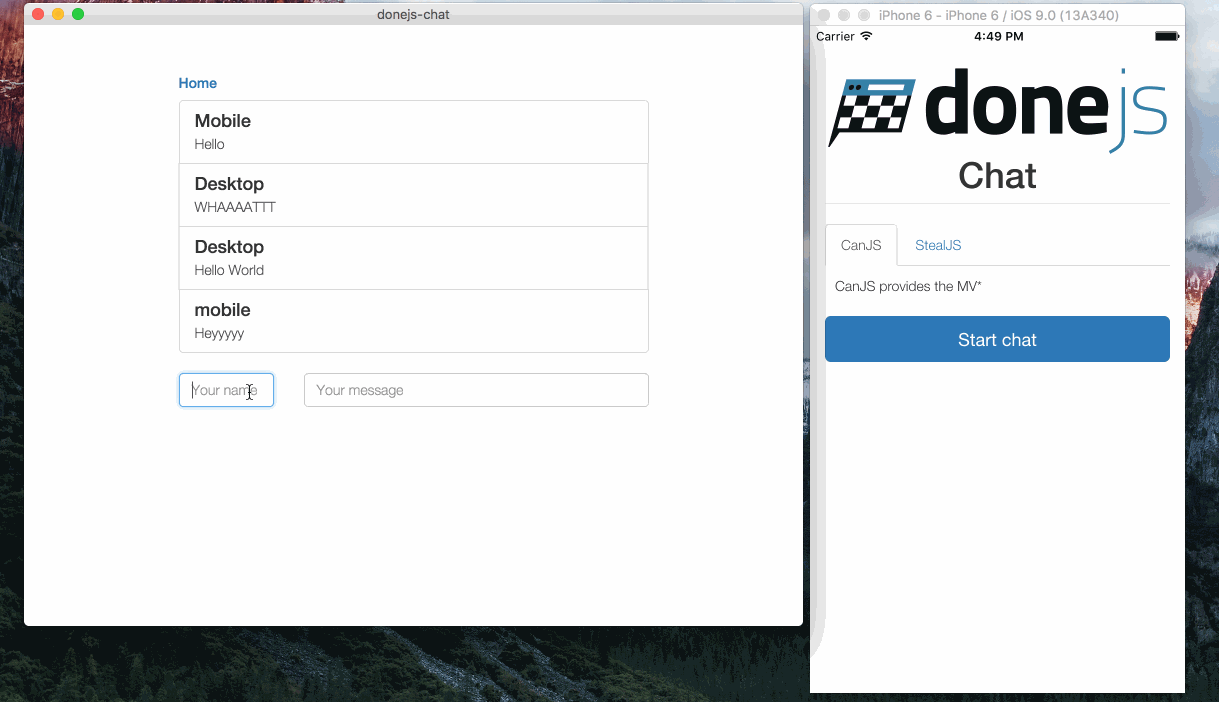 donejs-chat
Home
Mobile
Hello
Desktop
WHAAAATTT
Desktop
Hello World
mobile
Heyyyyy
Your name
Your message
iPhone 6 - iPhone 6 / iOS 9.0 (13A340)
Carrier
4:49 PM
donejs
Chat
CanJS
StealJS
CanJS provides the MV*
Start chat